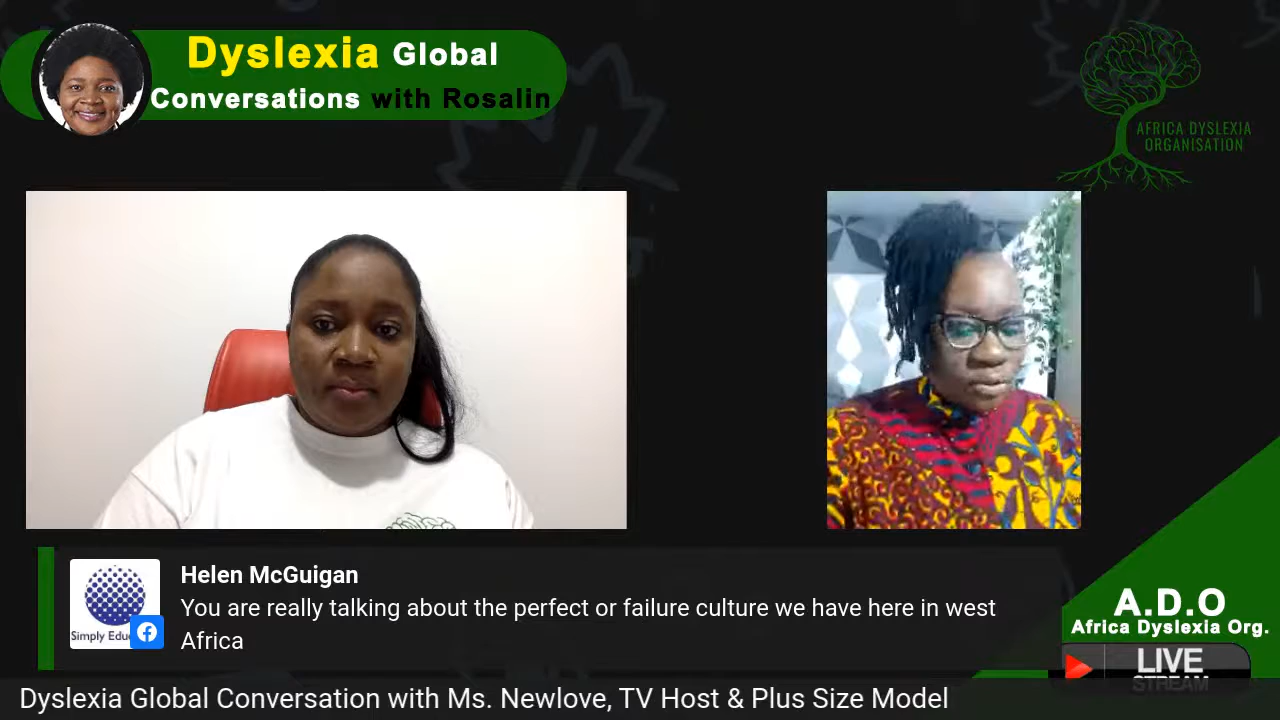 Dyslexia Global
Conversations with Rosalin
AFRICA DYSLEXIA
ORGANISATION
Helen McGuigan
You are really talking about the perfect or failure culture we have here in west
Africa
Simply Edu
A.D.O
Africa Dyslexia Org.
LIVE
STREAM
Dyslexia Global Conversation with Ms. Newlove, TV Host & Plus Size Model